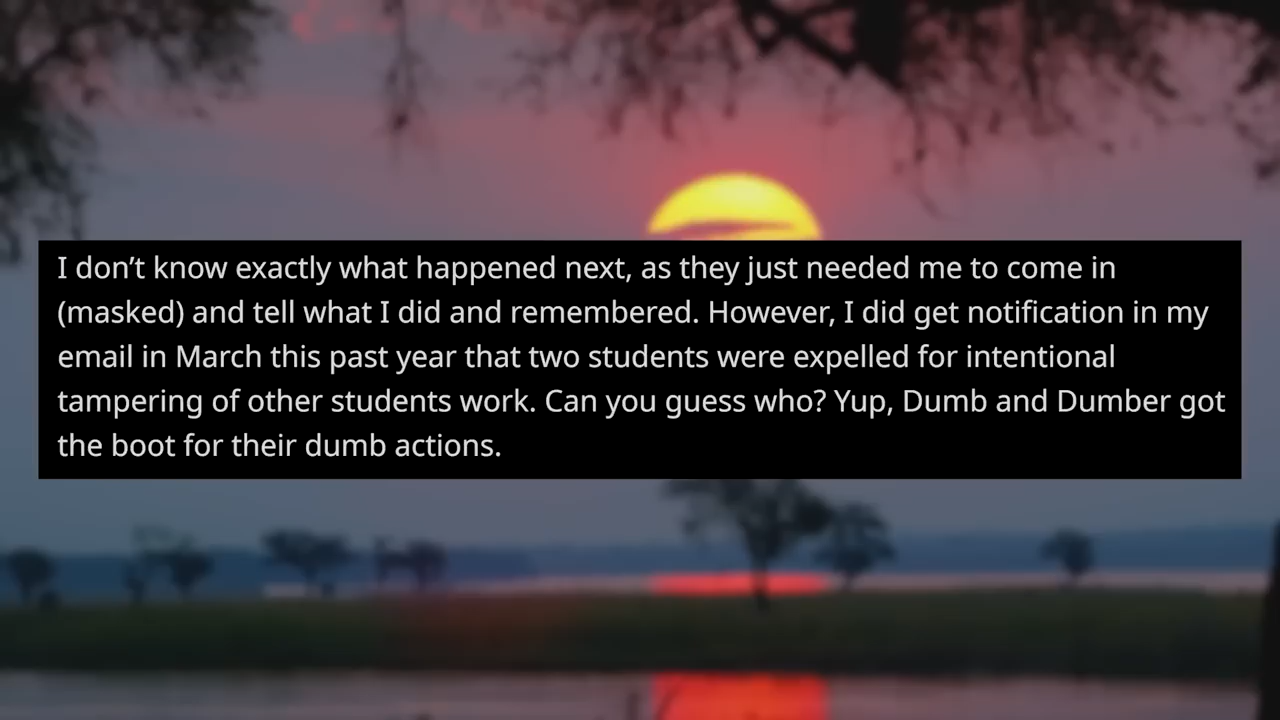 I don’t know exactly what happened next, as they just needed me to come in
(masked) and tell what I did and remembered. However, I did get notification in my
email in March this past year that two students were expelled for intentional
tampering of other students work. Can you guess who? Yup, Dumb and Dumber got
the boot for their dumb actions.